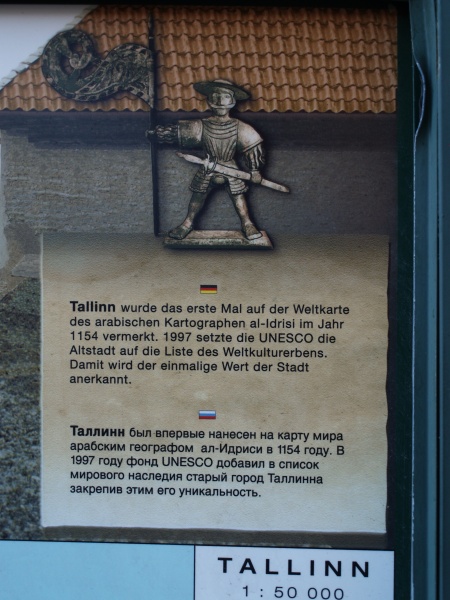 Tallinn wurde das erste Mal auf der Weltkarte
des arabischen Kartographen al-Idrisi im Jahr
1154 vermerkt. 1997 setzte die UNESCO die
Altstadt auf die Liste des Weltkulturerbens.
Damit wird der einmalige Wert der Stadt
anerkannt.
Таллинн был впервые нанесен на карту мира
арабским географом ал-Идриси в 1154 году. В
1997 году фонд UNESCO добавил в список
мирового наследия старый город Таллинна
закрепив этим его уникальность.
TALLINN
1 : 50 000